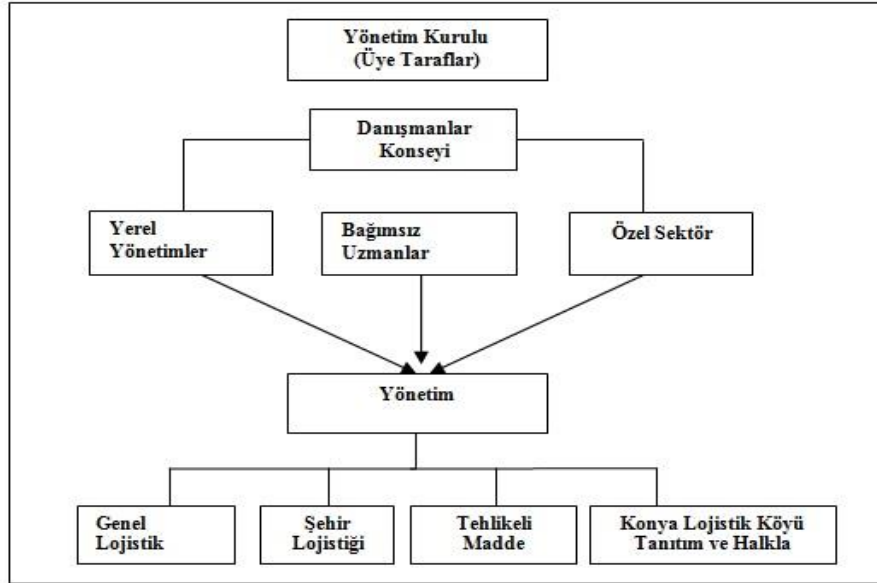 Yönetim Kurulu
(Üye Taraflar)
Danışmanlar
Konseyi
Yerel
Yönetimler
Bağımsız
Uzmanlar
Özel Sektör
Yönetim
Genel
Lojistik
Şehir
Lojistiği
Tehlikeli
Madde
Konya Lojistik Köyü
Tanıtım ve Halkla